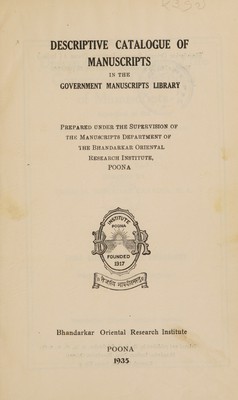 DESCRIPTIVE CATALOGUE OF
MANUSCRIPTS
IN THE
GOVERNMENT MANUSCRIPTS LIBRARY
PREPARED UNDER THE SUPERVISION OF
THE MANUSCRIPTS DEPARTMENT OF
THE BHANDARKAR ORIENTAL
RESEARCH INSTITUTE,
POONA
INSTITUTE
POONA
FOUNDED
1917
Bhandarkar Oriental Research Institute
POONA
1935